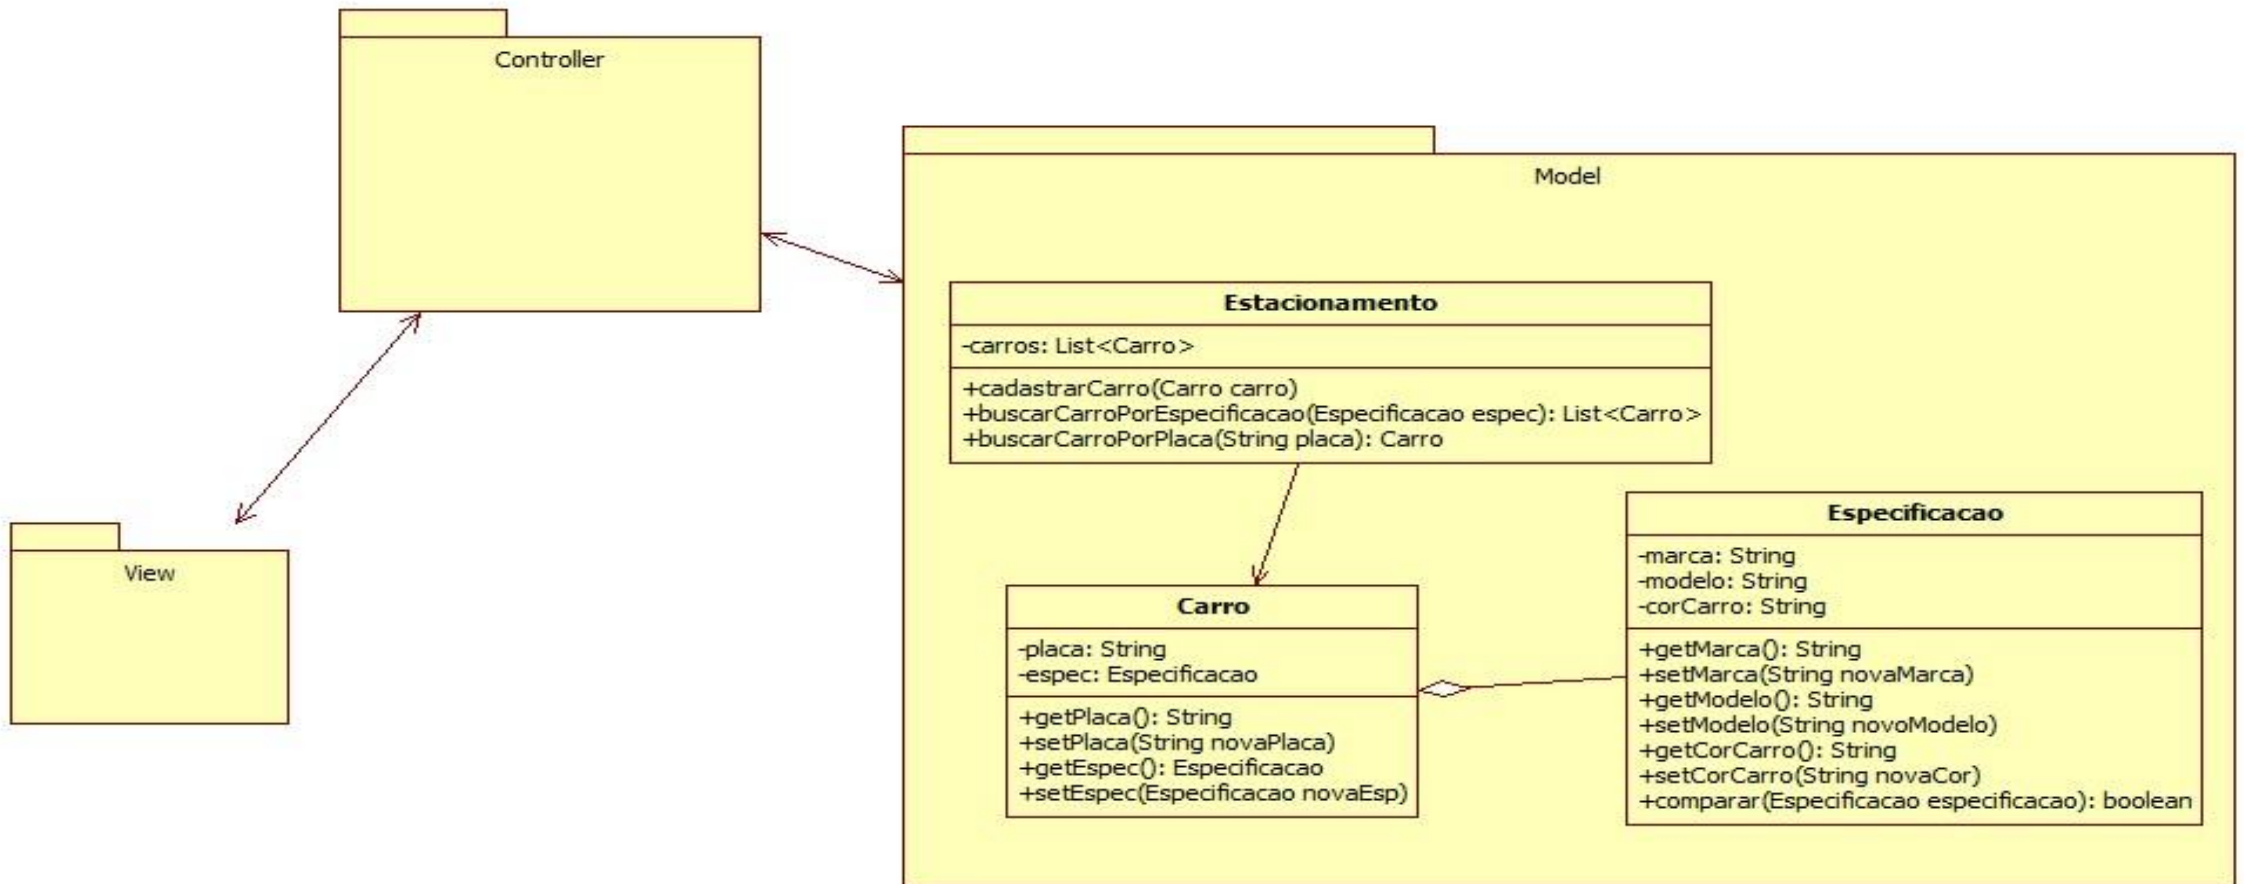 Controller
Model
Estacionamento
-carros: List<Carro>
+cadastrarCarro(Carro carro)
+buscarCarroPorEspecificacao(Especificacao espec): List<Carro>
+buscarCarroPorPlaca(String placa): Carro
View
Carro
-placa: String
-espec: Especificacao
+getPlaca(): String
+setPlaca(String novaPlaca)
+getEspec(): Especificacao
+setEspec(Especificacao novaEsp)
Especificacao
-marca: String
-modelo: String
-corCarro: String
+getMarca(): String
+setMarca(String novaMarca)
+getModelo(): String
+setModelo(String novoModelo)
+getCorCarro(): String
+setCorCarro(String novaCor)
+comparar(Especificacao especificacao): boolean